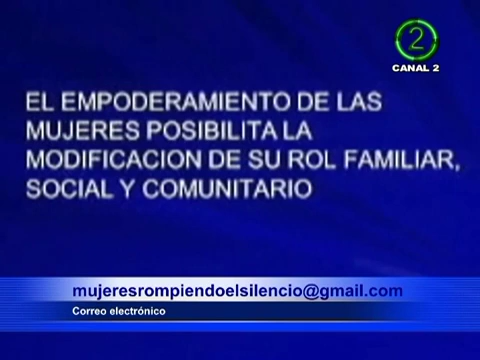 2
CANAL 2
EL EMPODERAMIENTO DE LAS
MUJERES POSIBILITA LA
MODIFICACION DE SU ROL FAMILIAR,
SOCIAL Y COMUNITARIO
mujeresrompiendoelsilencio@gmail.com
Correo electrónico